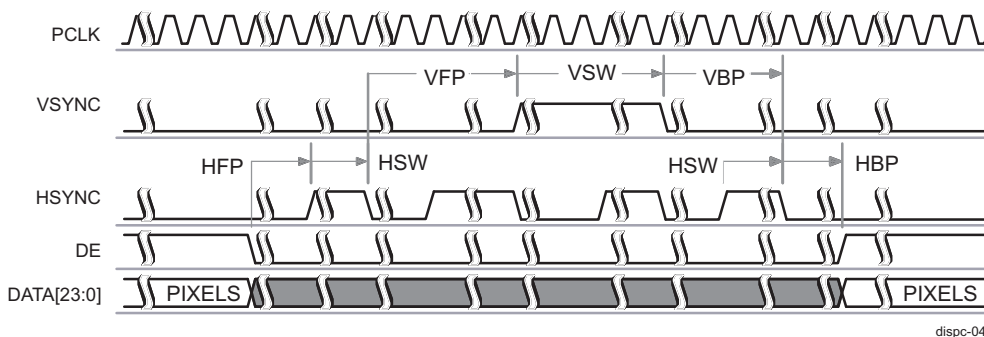 PCLK
VFP VSW VBP
VSYNC
HFP HSW HSW HBP
HSYNC
DE
DATA[23:0] PIXELS PIXELS
dispc-04